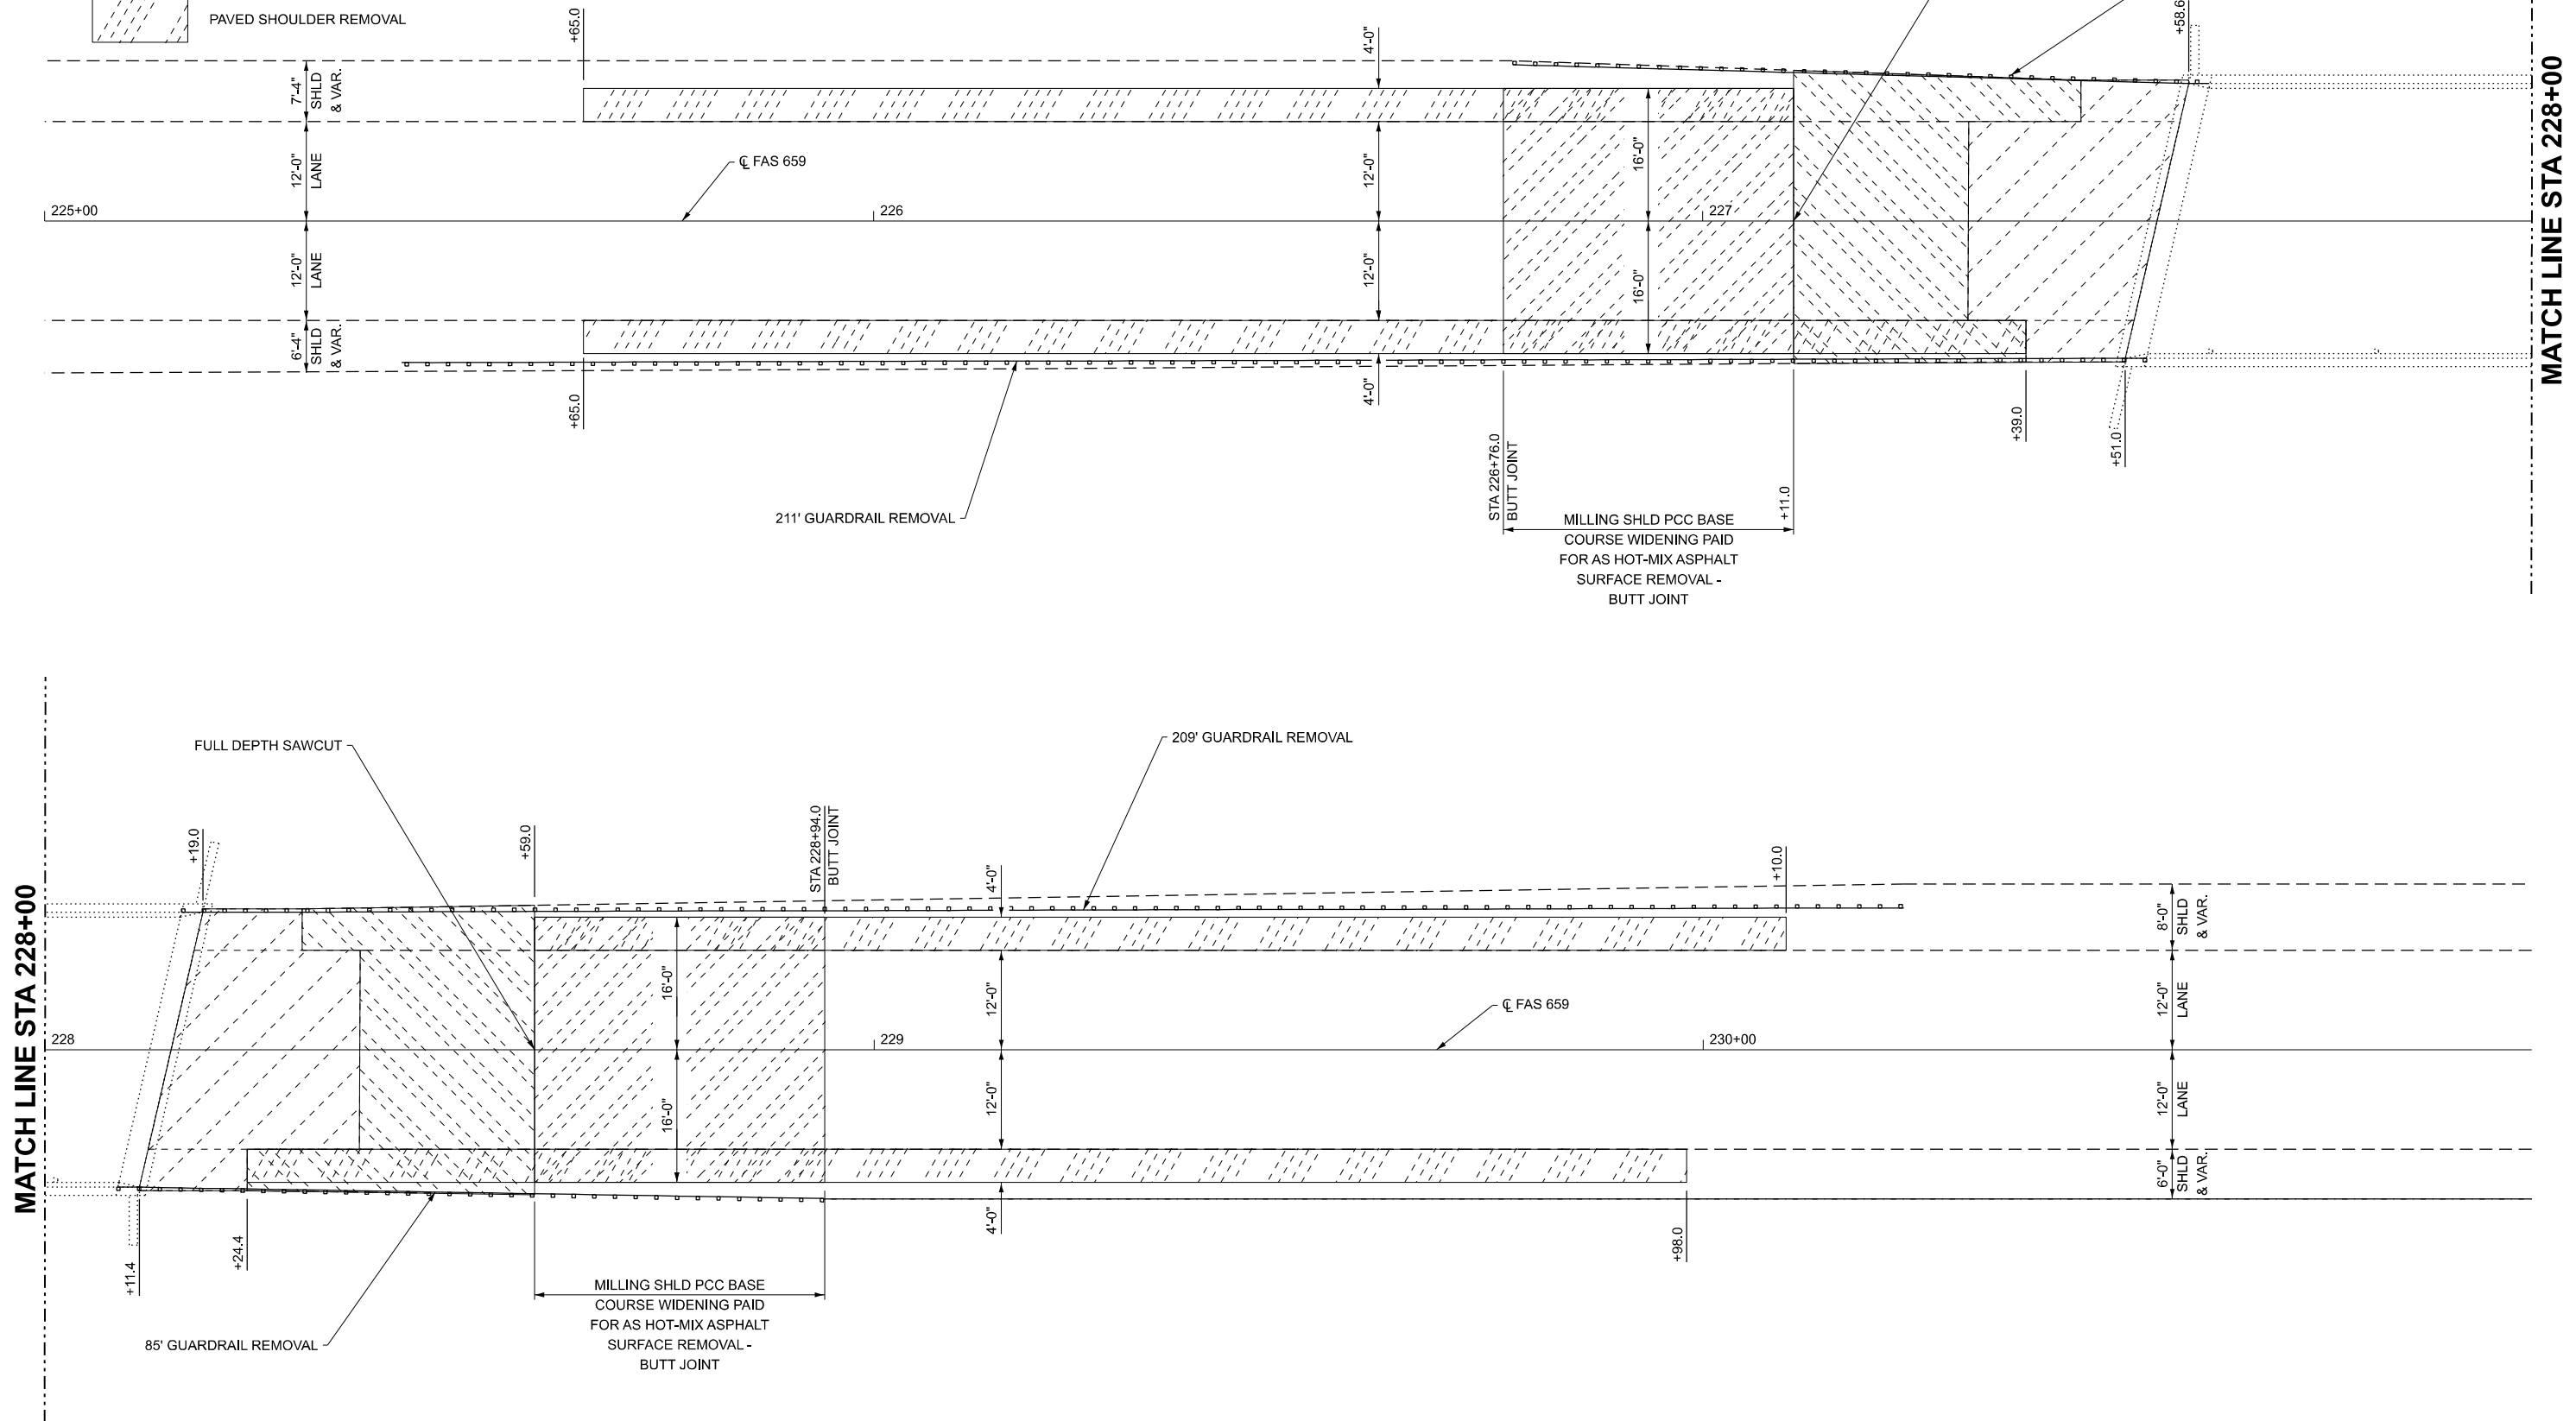 PAVED SHOULDER REMOVAL
+65.0
4'-0"
+58.6
7'-4"
SHLD
& VAR.
12'-0"
LANE
℄ FAS 659
12'-0"
16'-0"
225+00
226
227
12'-0"
LANE
12'-0"
16'-0"
6'-4"
SHLD
& VAR.
+65.0
4'-0"
STA 226+76.0
BUTT JOINT
+11.0
+39.0
+51.0
211' GUARDRAIL REMOVAL
MILLING SHLD PCC BASE
COURSE WIDENING PAID
FOR AS HOT-MIX ASPHALT
SURFACE REMOVAL -
BUTT JOINT
MATCH LINE STA 228+00
MATCH LINE STA 228+00
FULL DEPTH SAWCUT
209' GUARDRAIL REMOVAL
+19.0
+59.0
STA 228+94.0
BUTT JOINT
4'-0"
+10.0
8'-0"
SHLD
& VAR.
16'-0"
12'-0"
℄ FAS 659
12'-0"
LANE
228
229
230+00
16'-0"
12'-0"
12'-0"
LANE
6'-0"
SHLD
& VAR.
+11.4
+24.4
4'-0"
+98.0
85' GUARDRAIL REMOVAL
MILLING SHLD PCC BASE
COURSE WIDENING PAID
FOR AS HOT-MIX ASPHALT
SURFACE REMOVAL -
BUTT JOINT